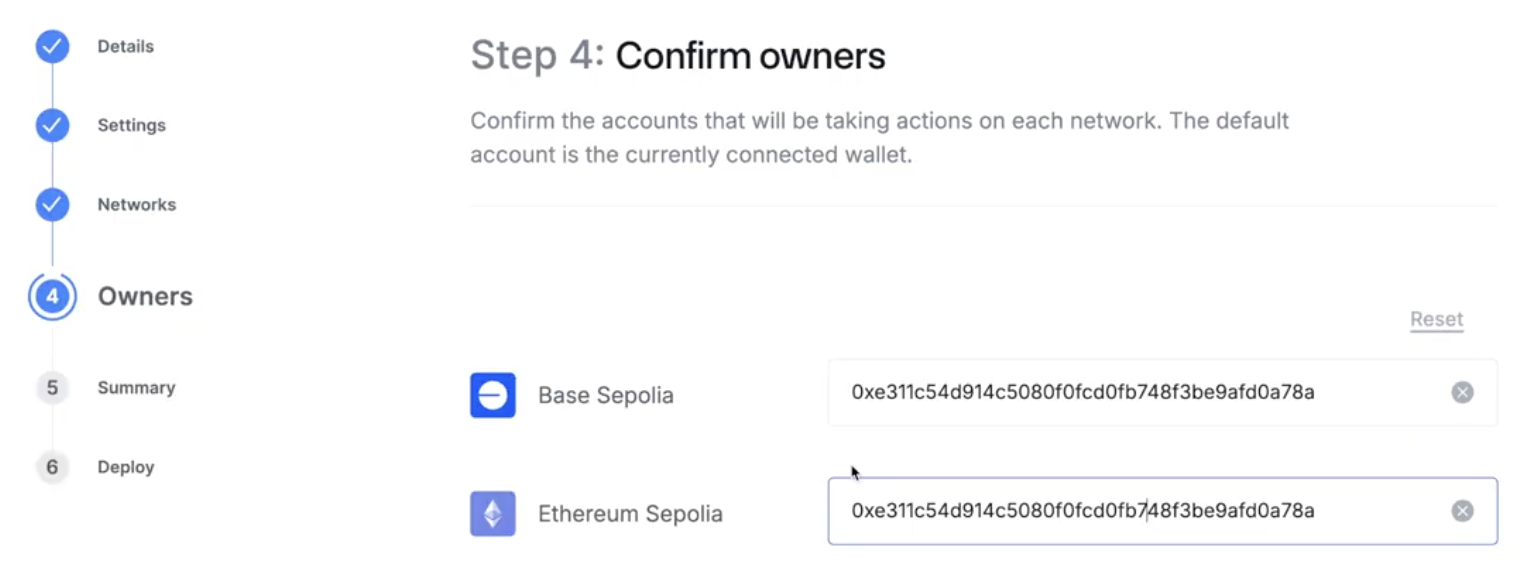 Details
Settings
Networks
4 Owners
5 Summary
6 Deploy
Step 4: Confirm owners
Confirm the accounts that will be taking actions on each network. The default
account is the currently connected wallet.
Reset
Base Sepolia 0xe311c54d914c5080f0fcd0fb748f3be9afd0a78a
Ethereum Sepolia 0xe311c54d914c5080f0fcd0fb748f3be9afd0a78a